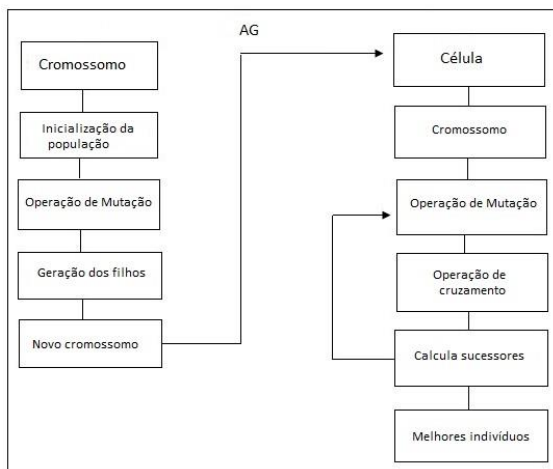 AG
Cromossomo
Inicialização da
população
Operação de Mutação
Geração dos filhos
Novo cromossomo
Célula
Cromossomo
Operação de Mutação
Operação de
cruzamento
Calcula sucessores
Melhores indivíduos